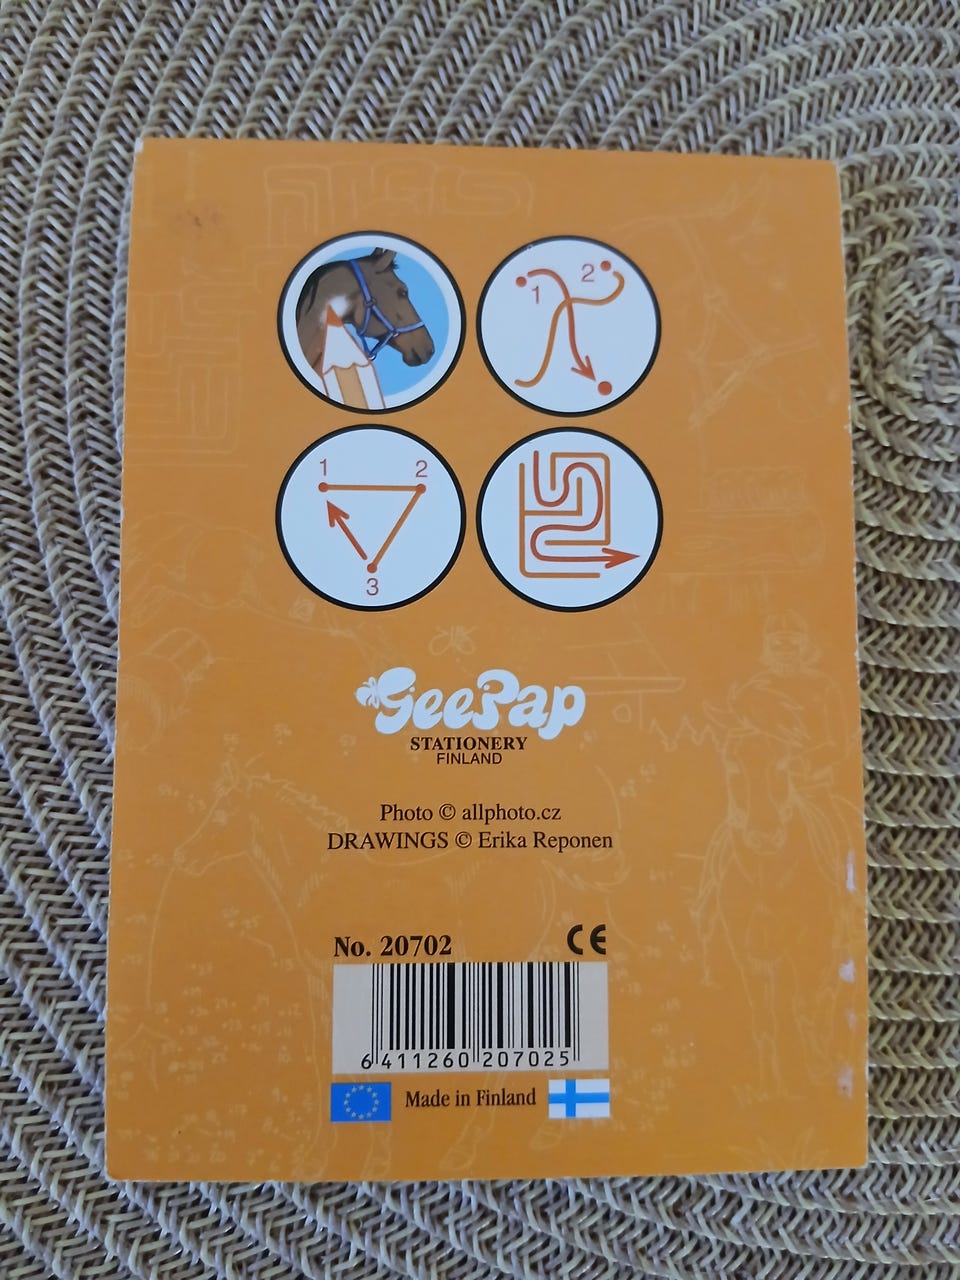 1
2
1
2
3
GeePap
STATIONERY
FINLAND
Photo © allphoto.cz
DRAWINGS © Erika Reponen
No. 20702 CE
6 411260 207025
Made in Finland